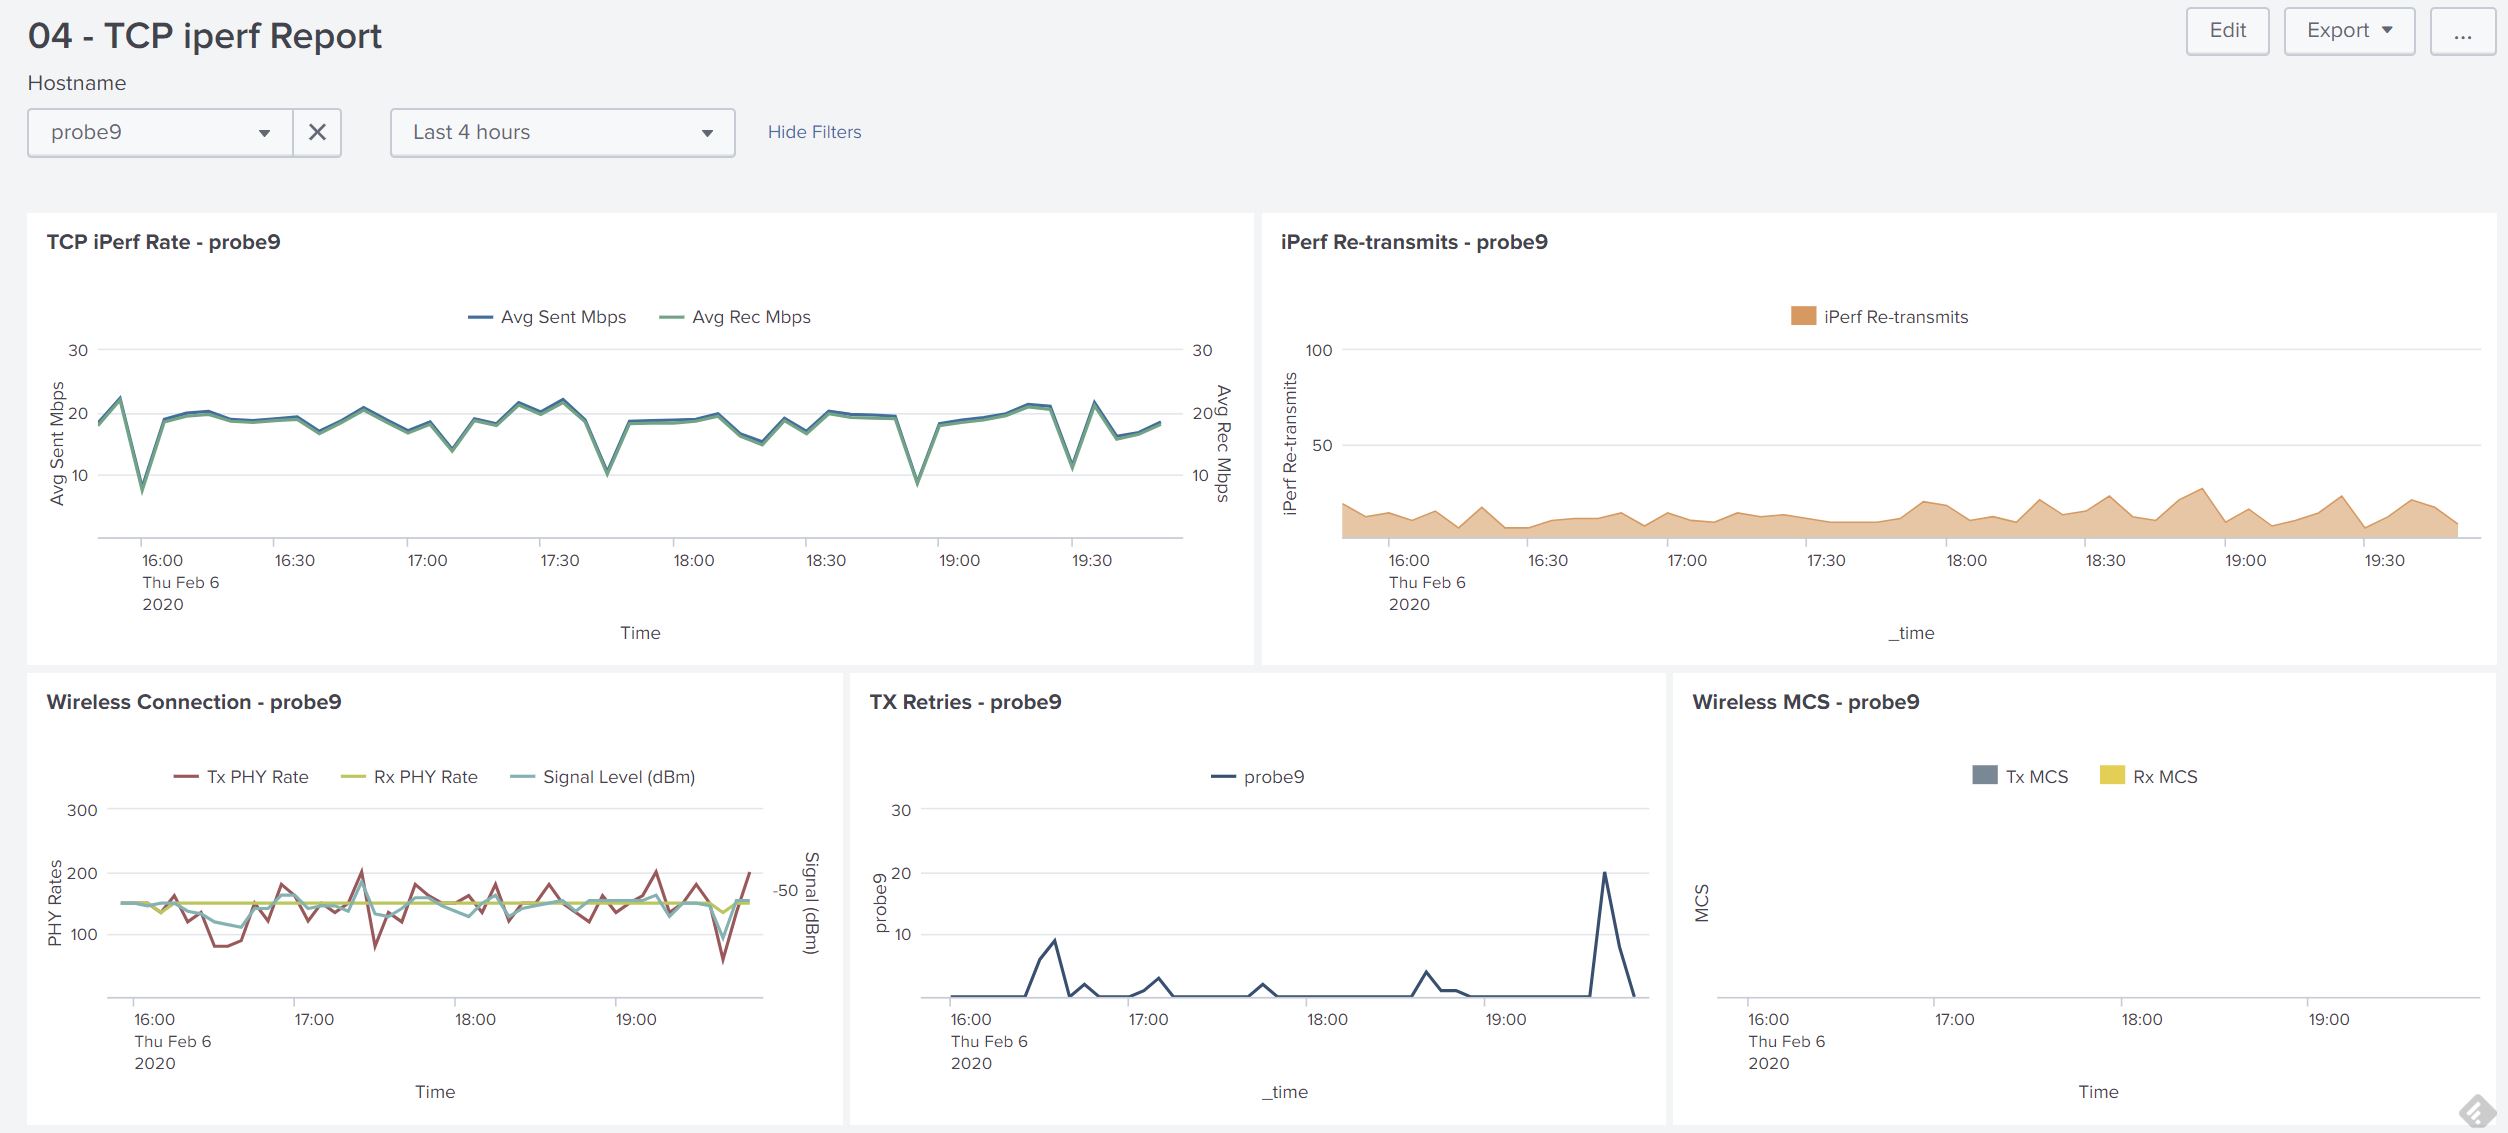 04 - TCP iperf Report
Edit
Export
...
Hostname
probe9
Last 4 hours
Hide Filters
TCP iPerf Rate - probe9
Avg Sent Mbps
Avg Rec Mbps
30
20
10
Avg Sent Mbps
30
20
10
Avg Rec Mbps
16:00 16:30 17:00 17:30 18:00 18:30 19:00 19:30
Thu Feb 6
2020
Time
iPerf Re-transmits - probe9
iPerf Re-transmits
100
50
iPerf Re-transmits
16:00 16:30 17:00 17:30 18:00 18:30 19:00 19:30
Thu Feb 6
2020
_time
Wireless Connection - probe9
Tx PHY Rate
Rx PHY Rate
Signal Level (dBm)
300
200
100
PHY Rates
-50
Signal (dBm)
16:00 17:00 18:00 19:00
Thu Feb 6
2020
Time
TX Retries - probe9
probe9
30
20
10
probe9
16:00 17:00 18:00 19:00
Thu Feb 6
2020
_time
Wireless MCS - probe9
Tx MCS
Rx MCS
MCS
16:00 17:00 18:00 19:00
Thu Feb 6
2020
Time